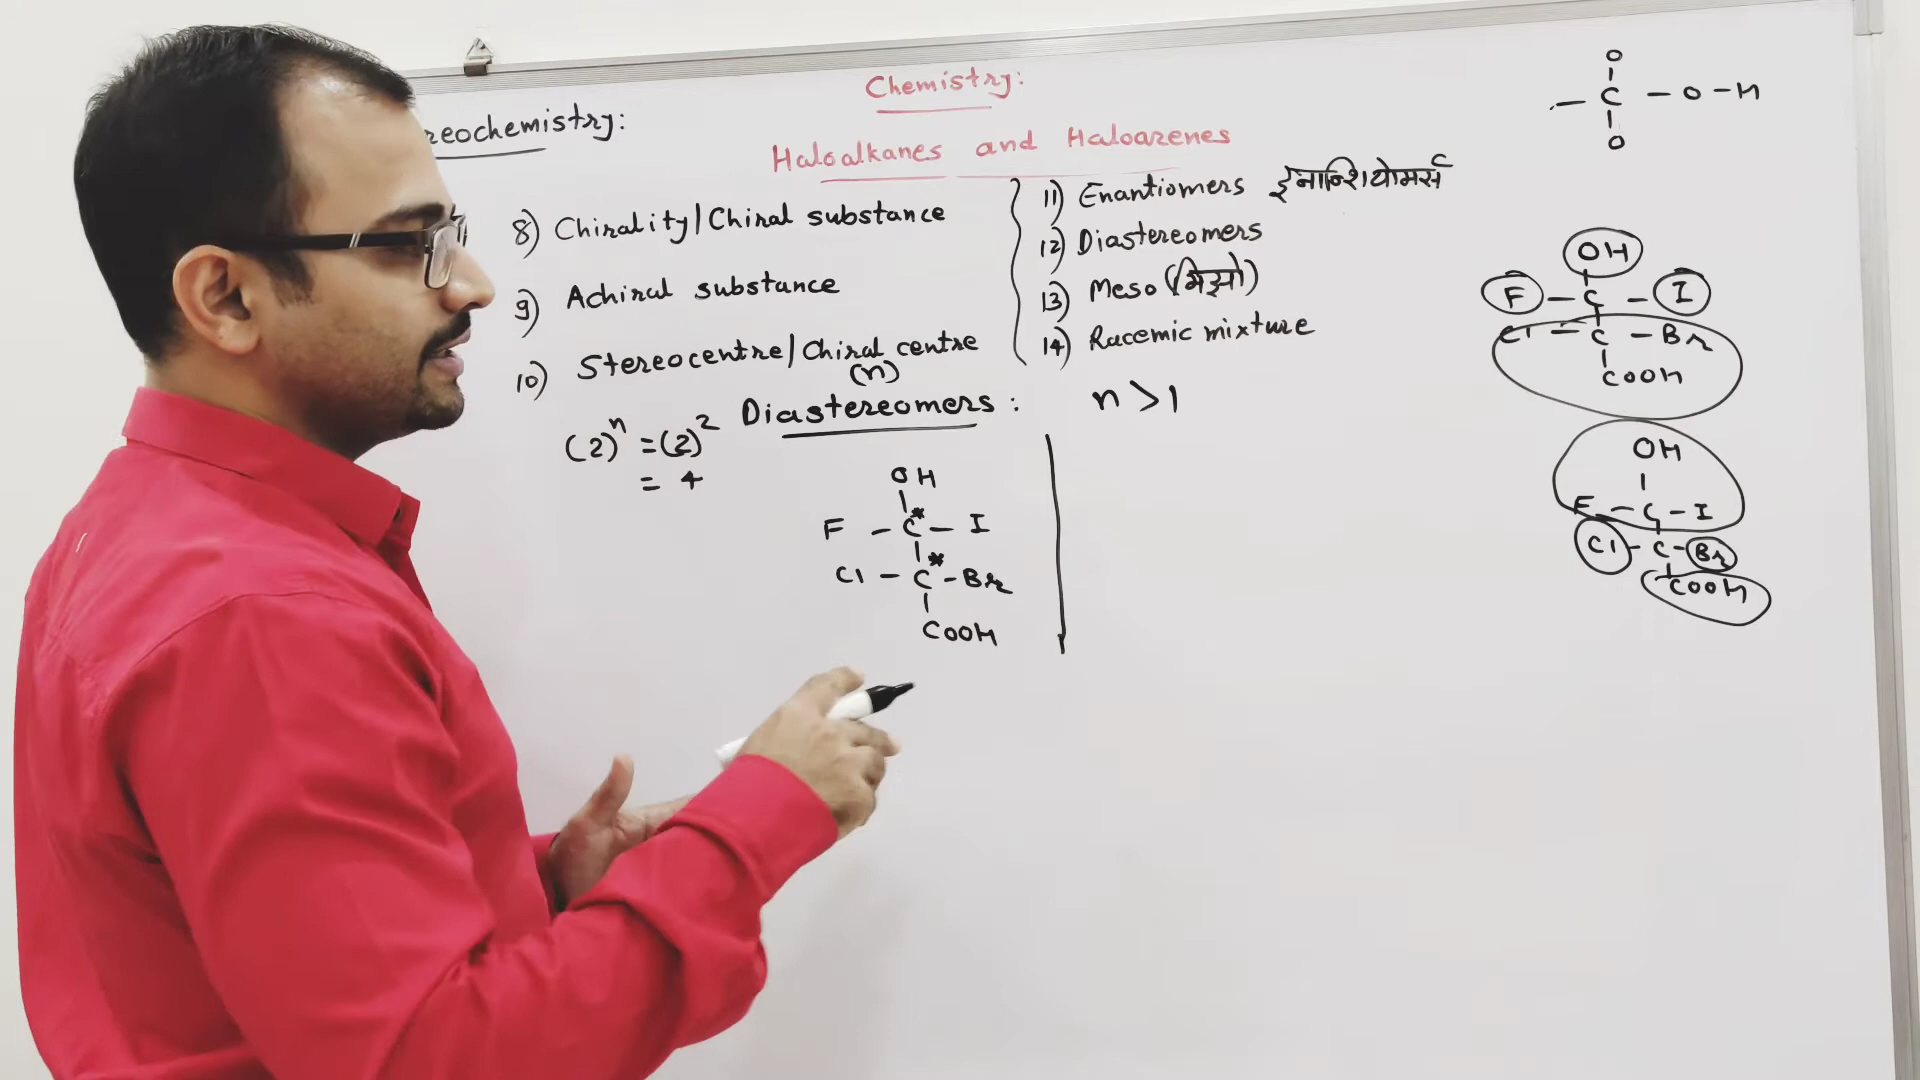 Chemistry:
reochemistry:
Haloalkanes and Haloarenes
8) Chirality/Chiral substance
9) Achiral substance
10) Stereocentre/Chiral centre
(n)
11) Enantiomers इनान्शियोमर्स
12) Diastereomers
13) Meso (मिझो)
14) Racemic mixture
Diastereomers:
n > 1
(2)ⁿ = (2)²
= 4
OH
F - C* - I
Cl - C* - Br
COOH
O
- C - O - H
O
OH
F - C - I
Cl - C - Br
COOH
OH
F - C - I
Cl - C - Br
COOH